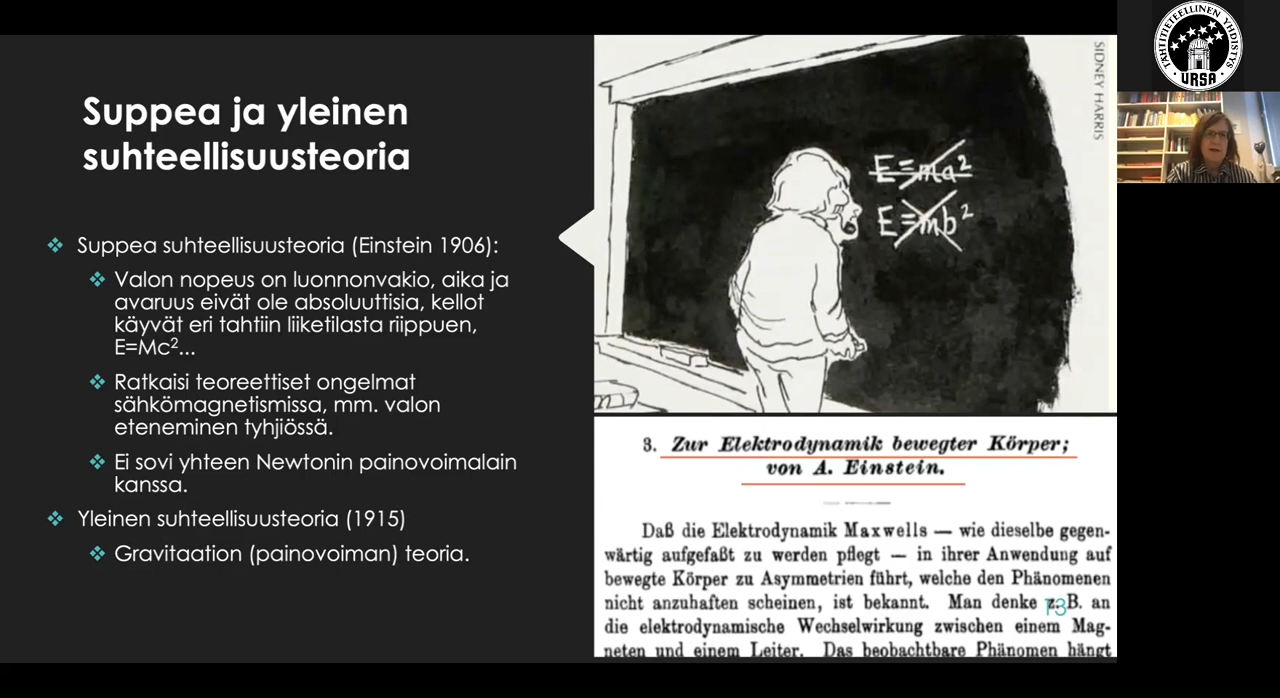 Suppea ja yleinen
suhteellisuusteoria
Suppea suhteellisuusteoria (Einstein 1906):
Valon nopeus on luonnonvakio, aika ja
avaruus eivät ole absoluuttisia, kellot
käyvät eri tahtiin liiketilasta riippuen,
E=Mc²...
Ratkaisi teoreettiset ongelmat
sähkömagnetismissa, mm. valon
eteneminen tyhjiössä.
Ei sovi yhteen Newtonin painovoimalain
kanssa.
Yleinen suhteellisuusteoria (1915)
Gravitaation (painovoiman) teoria.
SIDNEY HARRIS
E=ma²
E=mb²
3. Zur Elektrodynamik bewegter Körper;
von A. Einstein.
Daß die Elektrodynamik Maxwells — wie dieselbe gegen-
wärtig aufgefaßt zu werden pflegt — in ihrer Anwendung auf
bewegte Körper zu Asymmetrien führt, welche den Phänomenen
nicht anzuhaften scheinen, ist bekannt. Man denke z. B. an
die elektrodynamische Wechselwirkung zwischen einem Mag-
neten und einem Leiter. Das beobachtbare Phänomen hängt
13
TÄHTITIETEELLINEN YHDISTYS
URSA